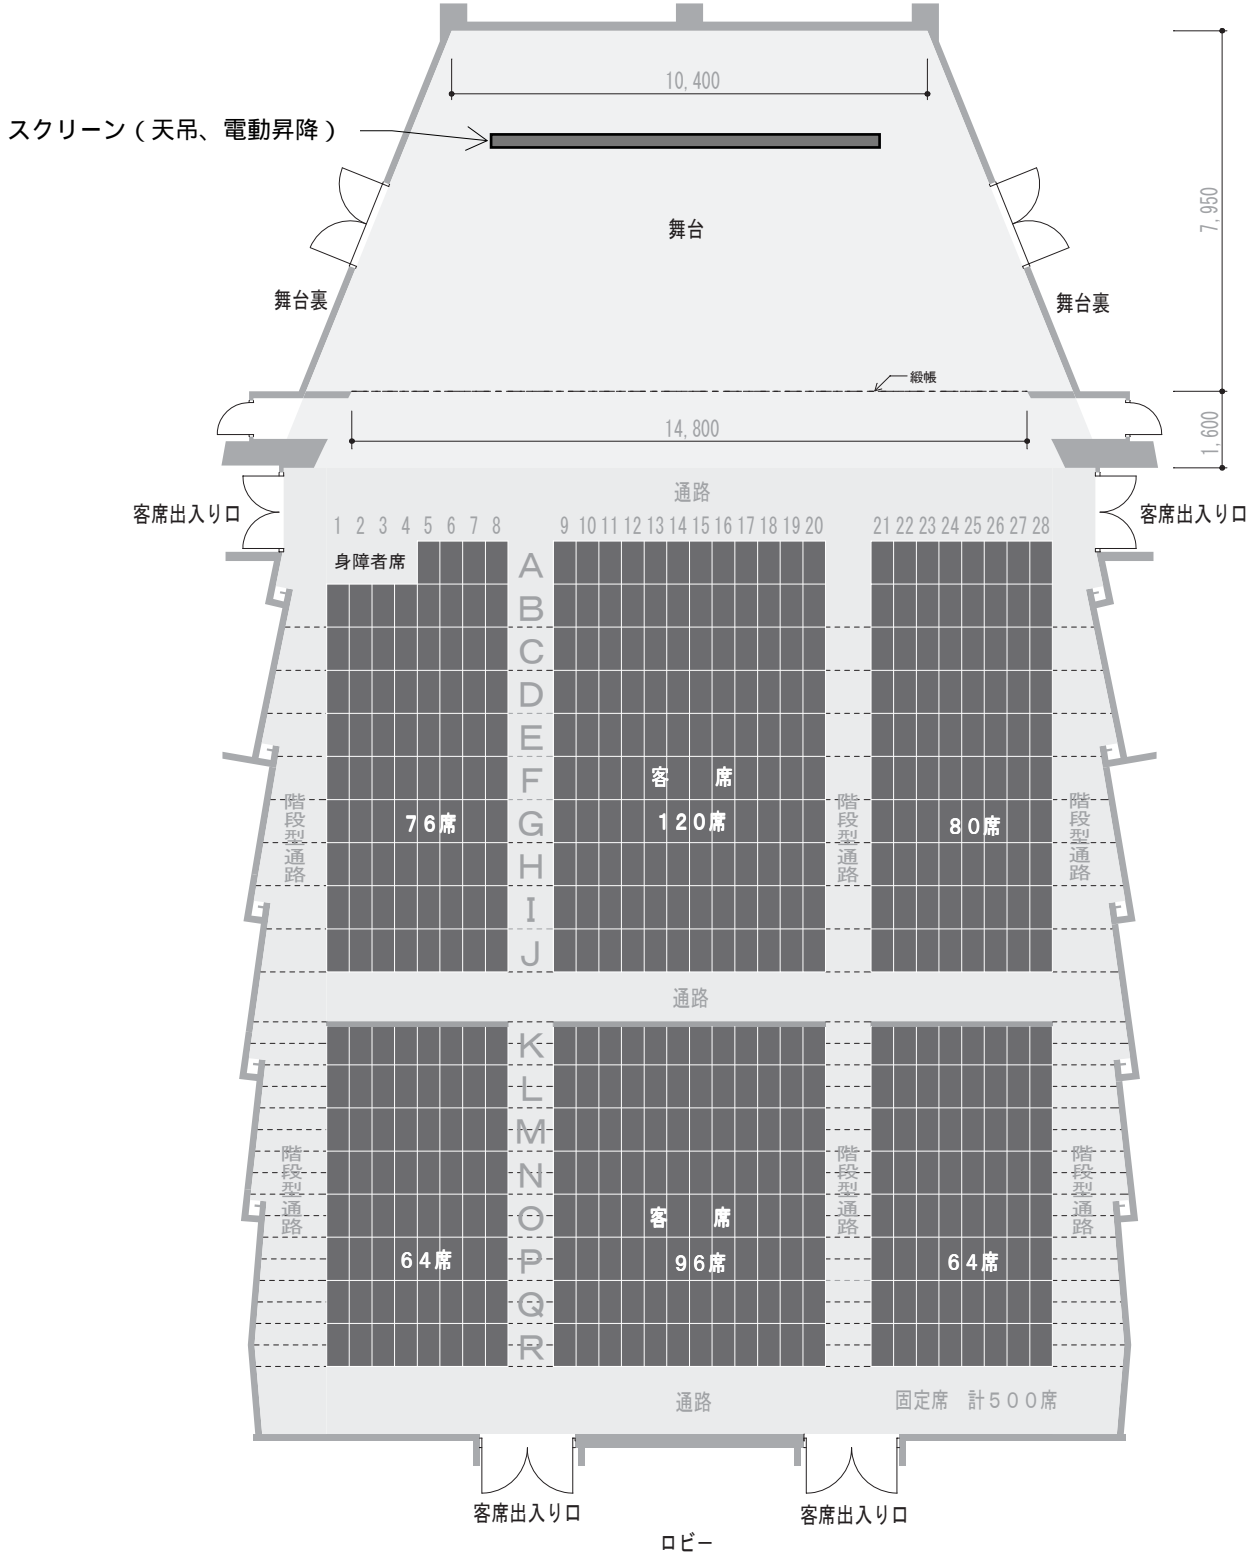 10,400
スクリーン（天吊、電動昇降）
7,950
舞台
舞台裏
舞台裏
緞帳
14,800
1,600
通路
客席出入り口
客席出入り口
1 2 3 4 5 6 7 8
9 10 11 12 13 14 15 16 17 18 19 20
21 22 23 24 25 26 27 28
身障者席
A
B
C
D
E
F
G
H
I
J
客　席
76席
120席
80席
階段型通路
階段型通路
階段型通路
通路
K
L
M
N
O
P
Q
R
階段型通路
階段型通路
階段型通路
客　席
64席
96席
64席
通路
固定席　計５００席
客席出入り口
客席出入り口
ロビー